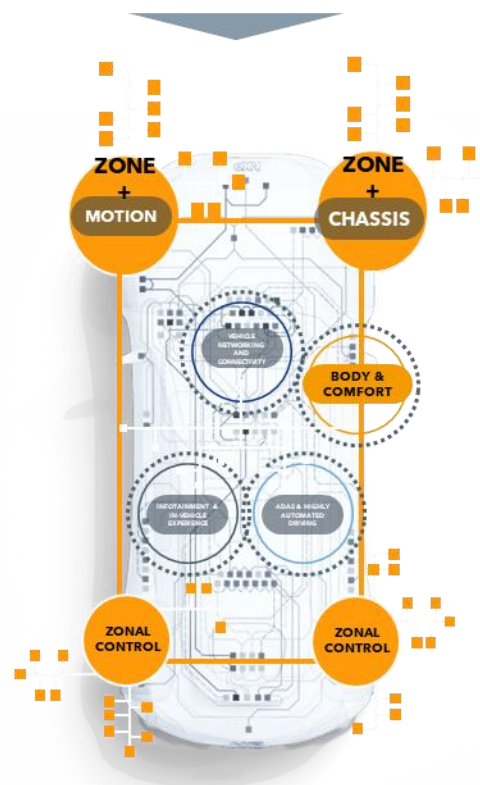 ZONE
+
MOTION
ZONE
+
CHASSIS
VEHICLE
NETWORKING
AND
CONNECTIVITY
BODY &
COMFORT
INFOTAINMENT &
IN-VEHICLE
EXPERIENCE
ADAS & HIGHLY
AUTOMATED
DRIVING
ZONAL
CONTROL
ZONAL
CONTROL